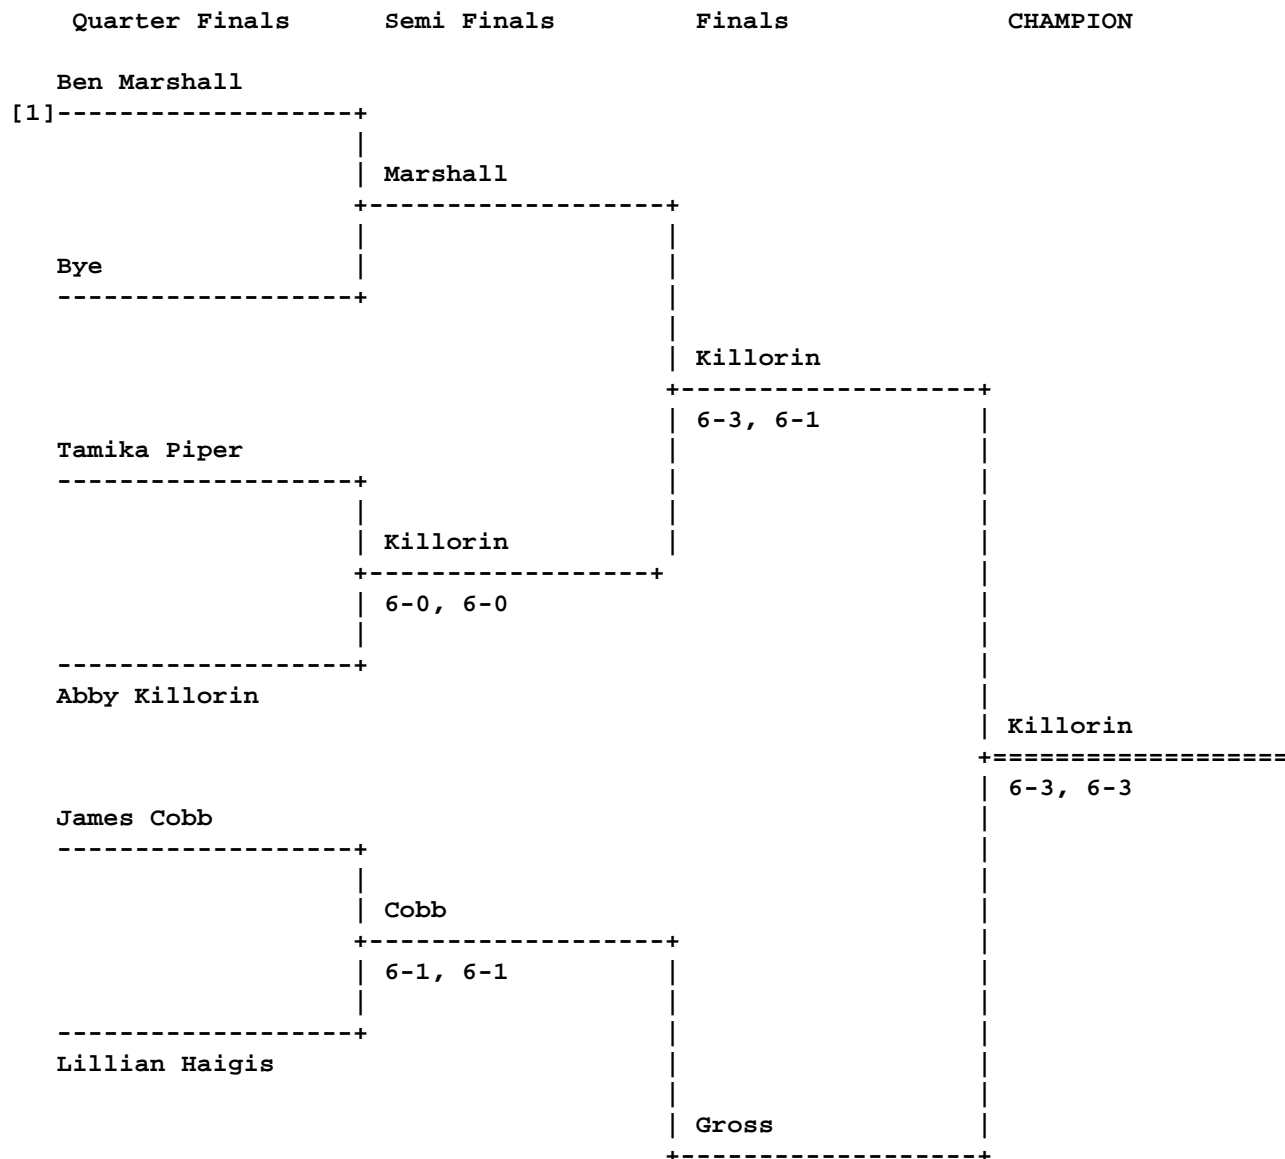 Quarter Finals Semi Finals Finals CHAMPION
Ben Marshall
[1]-------------------+
|
| Marshall
+-------------------+
| |
Bye | |
-------------------+ |
|
| Killorin
+-------------------+
| 6-3, 6-1 |
Tamika Piper | |
-------------------+ | |
| | |
| Killorin | |
+------------------+ |
| 6-0, 6-0 |
| |
-------------------+ |
Abby Killorin |
| Killorin
+===================
| 6-3, 6-3
James Cobb |
-------------------+ |
| |
| Cobb |
+-------------------+ |
| 6-1, 6-1 | |
| | |
-------------------+ | |
Lillian Haigis | |
| |
| Gross |
+-------------------+